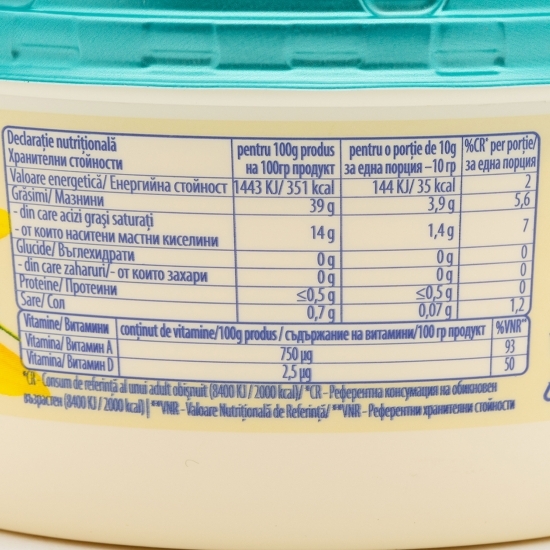 Declarație nutrițională
Хранителни стойности
pentru 100g produs
на 100гр продукт
pentru o porție de 10g
за една порция –10 гр
%CR* per porție/
за една порция
Valoare energetică/ Енергийна стойност 1443 KJ/ 351 kcal 144 KJ/ 35 kcal 2
Grăsimi/ Мазнини 39 g 3,9 g 5,6
- din care acizi grași saturați
- от които наситени мастни киселини 14 g 1,4 g 7
Glucide/ Въглехидрати 0 g 0 g 0
- din care zaharuri/- от които захари 0 g 0 g 0
Proteine/ Протеини ≤0,5 g ≤0,5 g 0
Sare/ Сол 0,7 g 0,07 g 1,2
Vitamine/ Витамини conținut de vitamine/100g produs / съдържание на витамини/100 гр продукт %VNR**
Vitamina/ Витамин A 750 µg 93
Vitamina/ Витамин D 2,5 µg 50
*CR - Consum de referință al unui adult obișnuit (8400 KJ / 2000 kcal)/ *CR - Референтна консумация на обикновен
възрастен (8400 KJ / 2000 kcal) | **VNR - Valoare Nutrițională de Referință/ **VNR - Референтни хранителни стойности